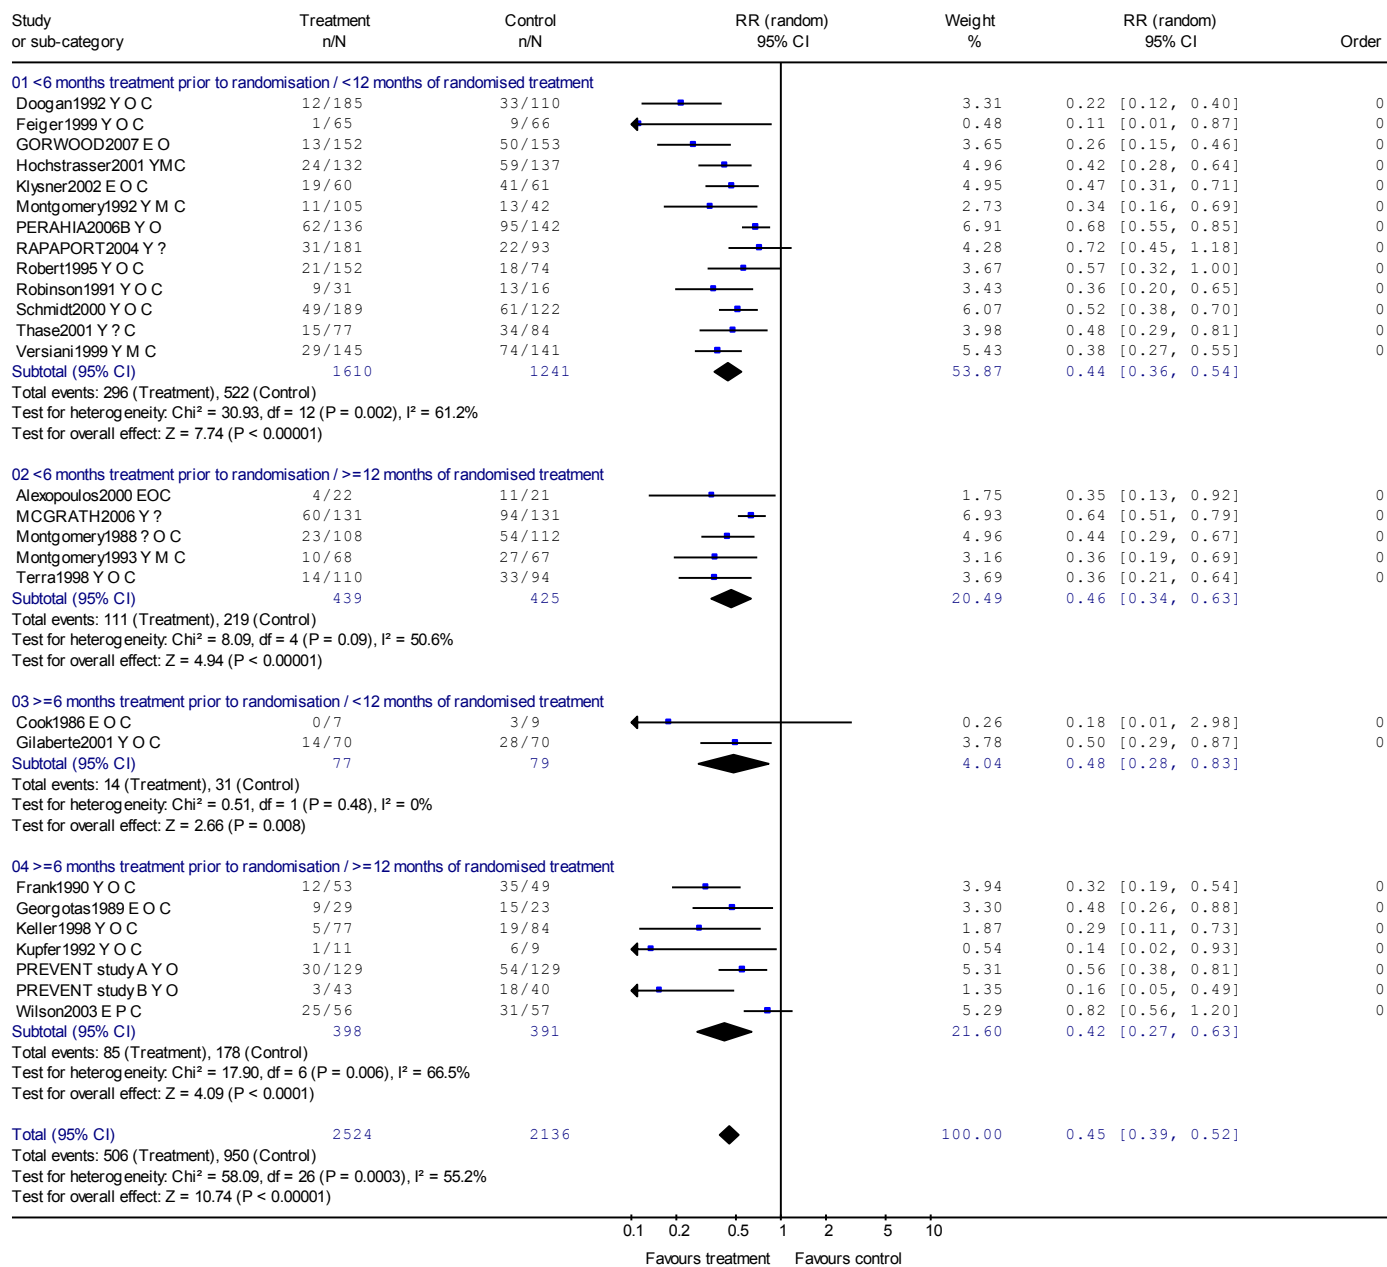 Study Treatment Control RR (random) Weight RR (random)
or sub-category n/N n/N 95% CI % 95% CI Order
01 <6 months treatment prior to randomisation / <12 months of randomised treatment
Doogan1992 Y O C 12/185 33/110 3.31 0.22 [0.12, 0.40] 0
Feiger1999 Y O C 1/65 9/66 0.48 0.11 [0.01, 0.87] 0
GORWOOD2007 E O 13/152 50/153 3.65 0.26 [0.15, 0.46] 0
Hochstrasser2001 YMC 24/132 59/137 4.96 0.42 [0.28, 0.64] 0
Klysner2002 E O C 19/60 41/61 4.95 0.47 [0.31, 0.71] 0
Montgomery1992 Y M C 11/105 13/42 2.73 0.34 [0.16, 0.69] 0
PERAHIA2006B Y O 62/136 95/142 6.91 0.68 [0.55, 0.85] 0
RAPAPORT2004 Y ? 31/181 22/93 4.28 0.72 [0.45, 1.18] 0
Robert1995 Y O C 21/152 18/74 3.67 0.57 [0.32, 1.00] 0
Robinson1991 Y O C 9/31 13/16 3.43 0.36 [0.20, 0.65] 0
Schmidt2000 Y O C 49/189 61/122 6.07 0.52 [0.38, 0.70] 0
Thase2001 Y ? C 15/77 34/84 3.98 0.48 [0.29, 0.81] 0
Versiani1999 Y M C 29/145 74/141 5.43 0.38 [0.27, 0.55] 0
Subtotal (95% CI) 1610 1241 53.87 0.44 [0.36, 0.54]
Total events: 296 (Treatment), 522 (Control)
Test for heterogeneity: Chi² = 30.93, df = 12 (P = 0.002), I² = 61.2%
Test for overall effect: Z = 7.74 (P < 0.00001)
02 <6 months treatment prior to randomisation / >=12 months of randomised treatment
Alexopoulos2000 EOC 4/22 11/21 1.75 0.35 [0.13, 0.92] 0
MCGRATH2006 Y ? 60/131 94/131 6.93 0.64 [0.51, 0.79] 0
Montgomery1988 ? O C 23/108 54/112 4.96 0.44 [0.29, 0.67] 0
Montgomery1993 Y M C 10/68 27/67 3.16 0.36 [0.19, 0.69] 0
Terra1998 Y O C 14/110 33/94 3.69 0.36 [0.21, 0.64] 0
Subtotal (95% CI) 439 425 20.49 0.46 [0.34, 0.63]
Total events: 111 (Treatment), 219 (Control)
Test for heterogeneity: Chi² = 8.09, df = 4 (P = 0.09), I² = 50.6%
Test for overall effect: Z = 4.94 (P < 0.00001)
03 >=6 months treatment prior to randomisation / <12 months of randomised treatment
Cook1986 E O C 0/7 3/9 0.26 0.18 [0.01, 2.98] 0
Gilaberte2001 Y O C 14/70 28/70 3.78 0.50 [0.29, 0.87] 0
Subtotal (95% CI) 77 79 4.04 0.48 [0.28, 0.83]
Total events: 14 (Treatment), 31 (Control)
Test for heterogeneity: Chi² = 0.51, df = 1 (P = 0.48), I² = 0%
Test for overall effect: Z = 2.66 (P = 0.008)
04 >=6 months treatment prior to randomisation / >=12 months of randomised treatment
Frank1990 Y O C 12/53 35/49 3.94 0.32 [0.19, 0.54] 0
Georgotas1989 E O C 9/29 15/23 3.30 0.48 [0.26, 0.88] 0
Keller1998 Y O C 5/77 19/84 1.87 0.29 [0.11, 0.73] 0
Kupfer1992 Y O C 1/11 6/9 0.54 0.14 [0.02, 0.93] 0
PREVENT studyA Y O 30/129 54/129 5.31 0.56 [0.38, 0.81] 0
PREVENT studyB Y O 3/43 18/40 1.35 0.16 [0.05, 0.49] 0
Wilson2003 E P C 25/56 31/57 5.29 0.82 [0.56, 1.20] 0
Subtotal (95% CI) 398 391 21.60 0.42 [0.27, 0.63]
Total events: 85 (Treatment), 178 (Control)
Test for heterogeneity: Chi² = 17.90, df = 6 (P = 0.006), I² = 66.5%
Test for overall effect: Z = 4.09 (P < 0.0001)
Total (95% CI) 2524 2136 100.00 0.45 [0.39, 0.52]
Total events: 506 (Treatment), 950 (Control)
Test for heterogeneity: Chi² = 58.09, df = 26 (P = 0.0003), I² = 55.2%
Test for overall effect: Z = 10.74 (P < 0.00001)
0.1 0.2 0.5 1 2 5 10
Favours treatment Favours control